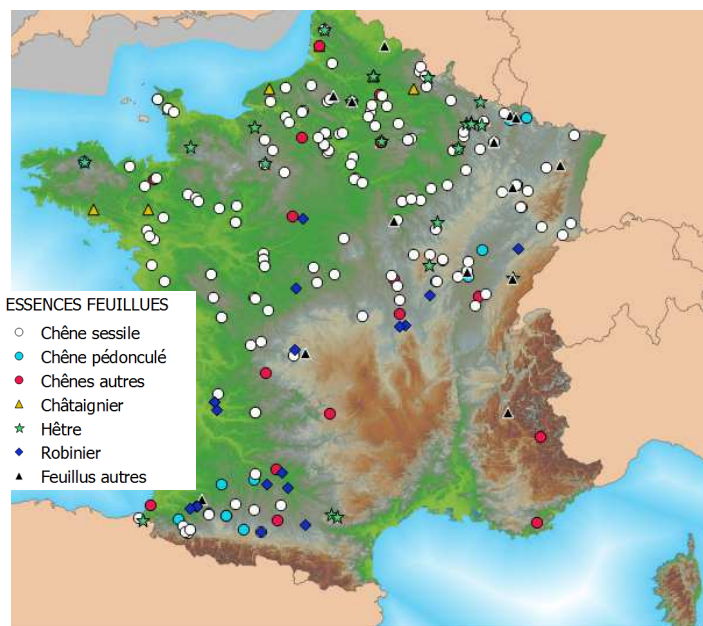 ESSENCES FEUILLUES
Chêne sessile
Chêne pédonculé
Chênes autres
Châtaignier
Hêtre
Robinier
Feuillus autres